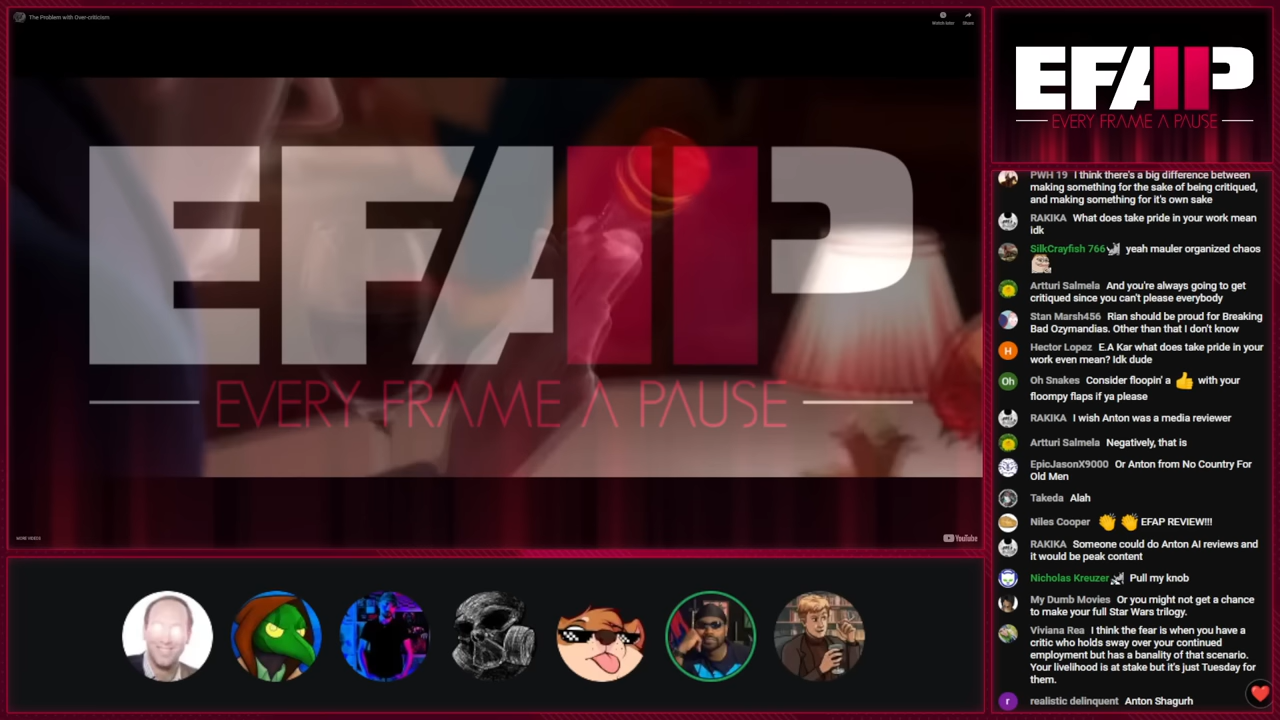 The Problem with Over-criticism
Watch later
Share
EFAP
EVERY FRAME A PAUSE
MORE VIDEOS
YouTube
EFAP
EVERY FRAME A PAUSE
PWH 19 I think there's a big difference between
making something for the sake of being critiqued,
and making something for it's own sake
RAKIKA What does take pride in your work mean
idk
SilkCrayfish 766 yeah mauler organized chaos
Artturi Salmela And you're always going to get
critiqued since you can't please everybody
Stan Marsh456 Rian should be proud for Breaking
Bad Ozymandias. Other than that I don't know
H
Hector Lopez E.A Kar what does take pride in your
work even mean? Idk dude
Oh
Oh Snakes Consider floopin' a 👍 with your
floompy flaps if ya please
RAKIKA I wish Anton was a media reviewer
Artturi Salmela Negatively, that is
EpicJasonX9000 Or Anton from No Country For
Old Men
Takeda Alah
Niles Cooper 👏 👏 EFAP REVIEW!!!
RAKIKA Someone could do Anton AI reviews and
it would be peak content
Nicholas Kreuzer Pull my knob
My Dumb Movies Or you might not get a chance
to make your full Star Wars trilogy.
Viviana Rea I think the fear is when you have a
critic who holds sway over your continued
employment but has a banality of that scenario.
Your livelihood is at stake but it's just Tuesday for
them.
r
realistic delinquent Anton Shagurh